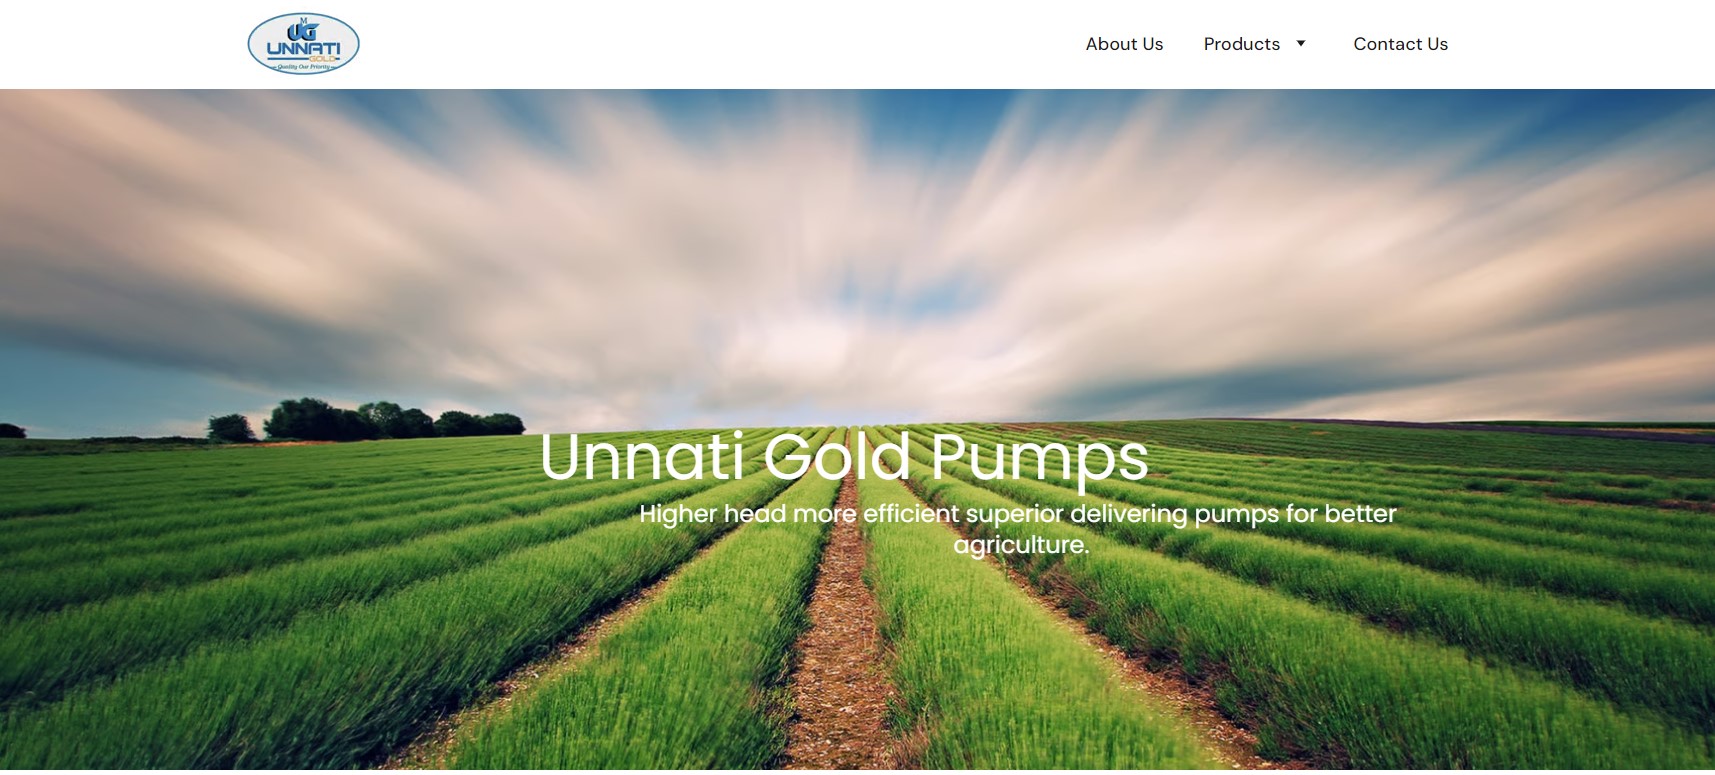 M
UG
UNNATI
GOLD
Quality Our Priority
About Us
Products
Contact Us
Unnati Gold Pumps
Higher head more efficient superior delivering pumps for better
agriculture.